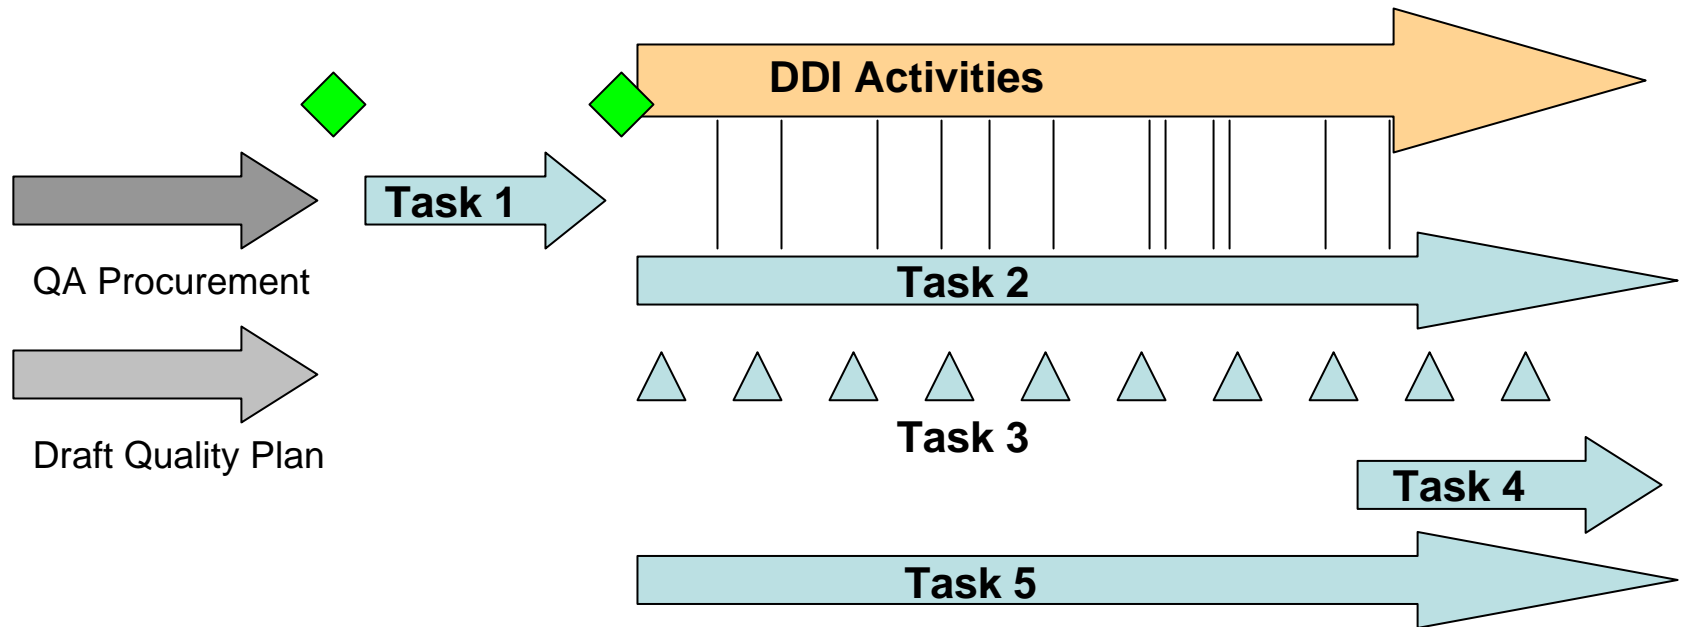 DDI Activities
Task 1
QA Procurement
Task 2
Draft Quality Plan
Task 3
Task 4
Task 5